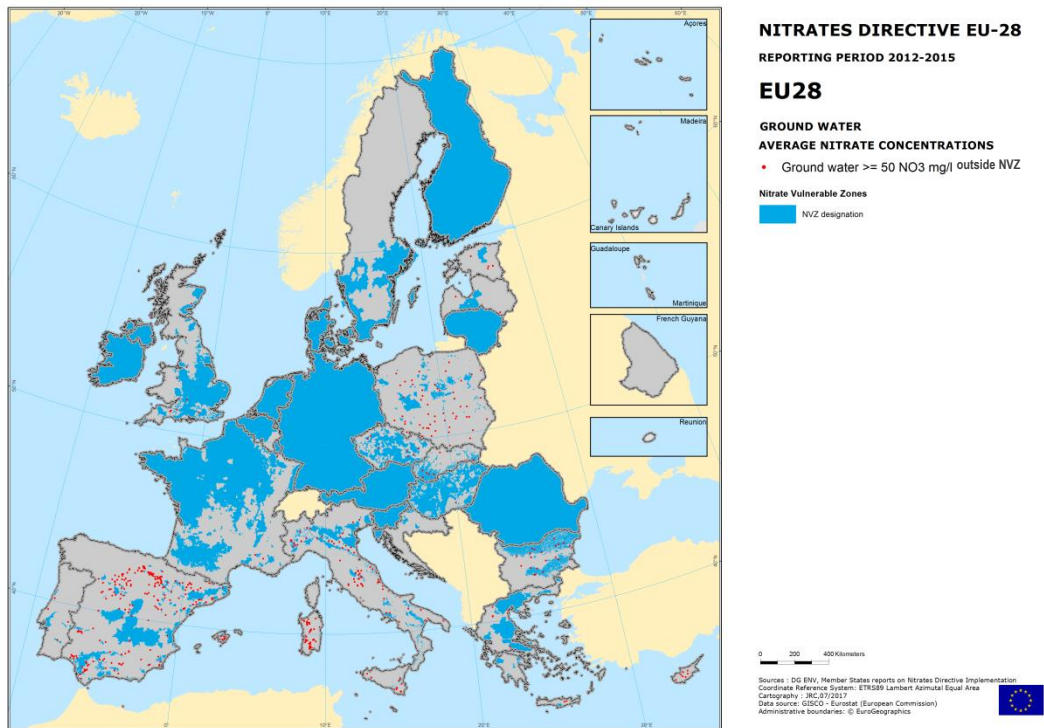 NITRATES DIRECTIVE EU-28
REPORTING PERIOD 2012-2015
EU28
GROUND WATER
AVERAGE NITRATE CONCENTRATIONS
Ground water >= 50 NO3 mg/l outside NVZ
Nitrate Vulnerable Zones
NVZ designation
Açores
Madeira
Canary Islands
Guadaloupe
Martinique
French Guyana
Reunion
0 200 400 Kilometers
Sources : DG ENV, Member States reports on Nitrates Directive Implementation
Coordinate Reference System: ETRS89 Lambert Azimutal Equal Area
Cartography : JRC,07/2017
Data source: GISCO - Eurostat (European Commission)
Administrative boundaries: © EuroGeographics